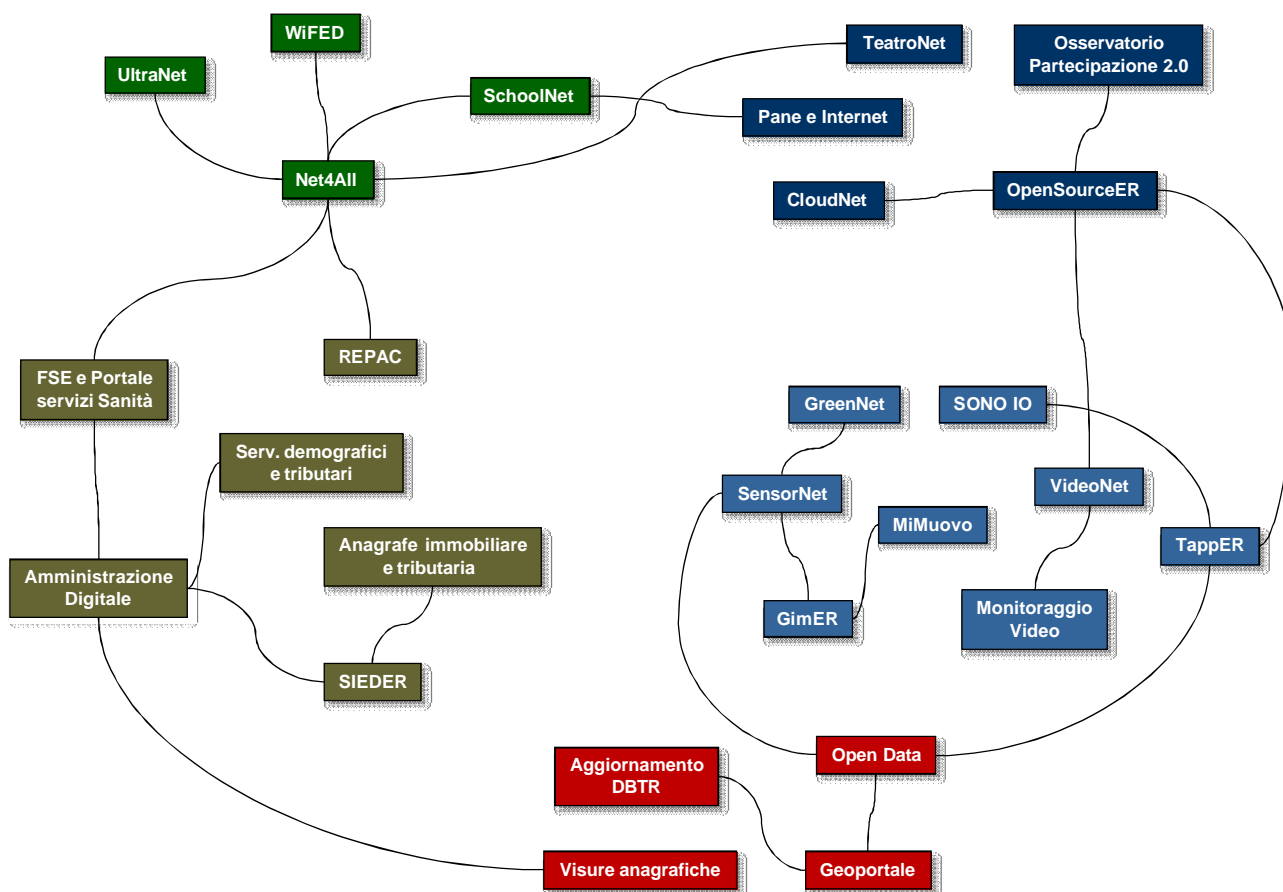 WiFED
UltraNet
SchoolNet
TeatroNet
Osservatorio
Partecipazione 2.0
Pane e Internet
Net4All
CloudNet
OpenSourceER
REPAC
FSE e Portale
servizi Sanità
GreenNet
SONO IO
Serv. demografici
e tributari
SensorNet
VideoNet
MiMuovo
TappER
Anagrafe immobiliare
e tributaria
Amministrazione
Digitale
GimER
Monitoraggio
Video
SIEDER
Open Data
Aggiornamento
DBTR
Visure anagrafiche
Geoportale